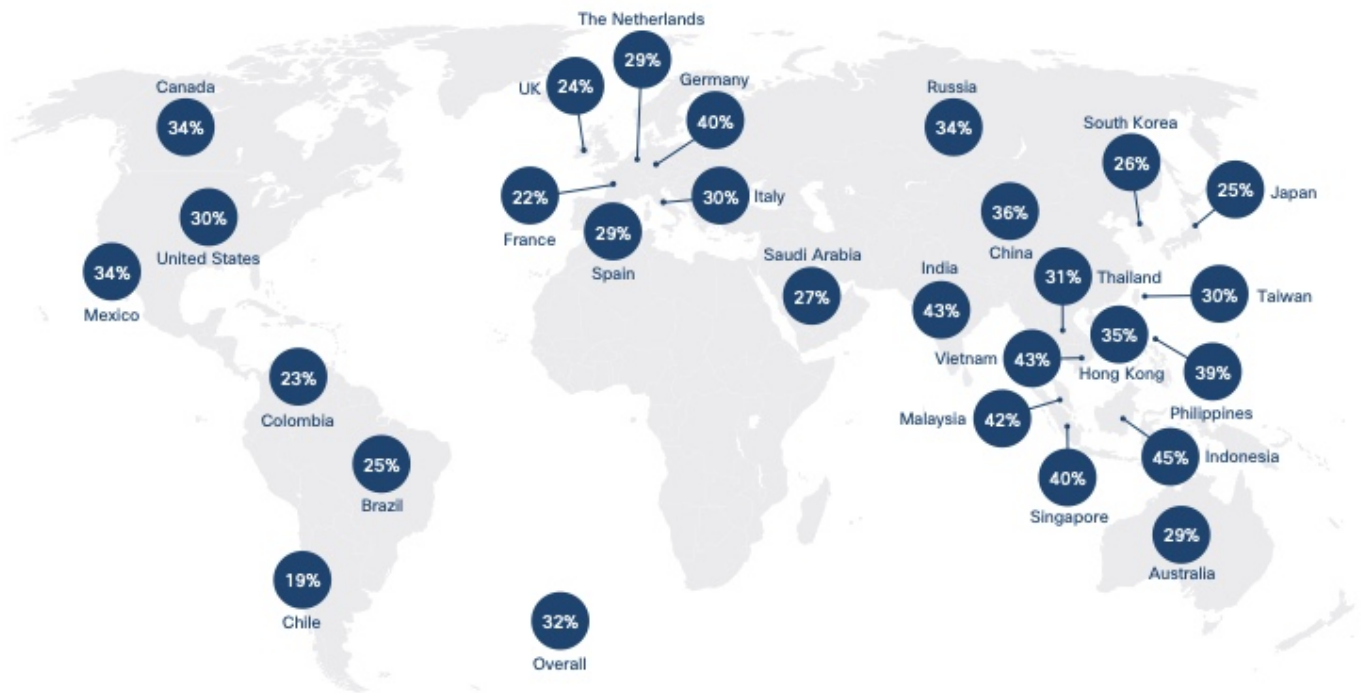 The Netherlands
29%
UK
24%
Germany
40%
Canada
34%
Russia
34%
South Korea
26%
25%
Japan
22%
France
30%
Italy
29%
Spain
30%
United States
34%
Mexico
36%
China
Saudi Arabia
27%
India
43%
31%
Thailand
30%
Taiwan
35%
Hong Kong
Vietnam
43%
39%
Philippines
23%
Colombia
Malaysia
42%
45%
Indonesia
25%
Brazil
40%
Singapore
29%
Australia
19%
Chile
32%
Overall